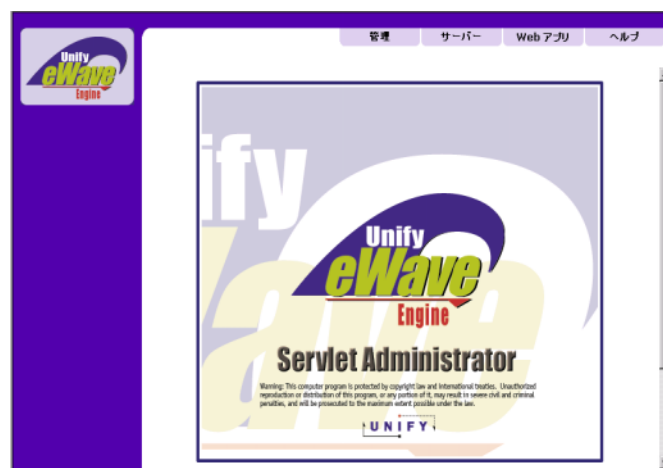 管理 サーバー Web アプリ ヘルプ
Unify
eWave
Engine
ify
Wave
Unify
eWave
Engine
Servlet Administrator
Warning: This computer program is protected by copyright law and international treaties. Unauthorized
reproduction or distribution of this program, or any portion of it, may result in severe civil and criminal
penalties, and will be prosecuted to the maximum extent possible under the law.
UNIFY